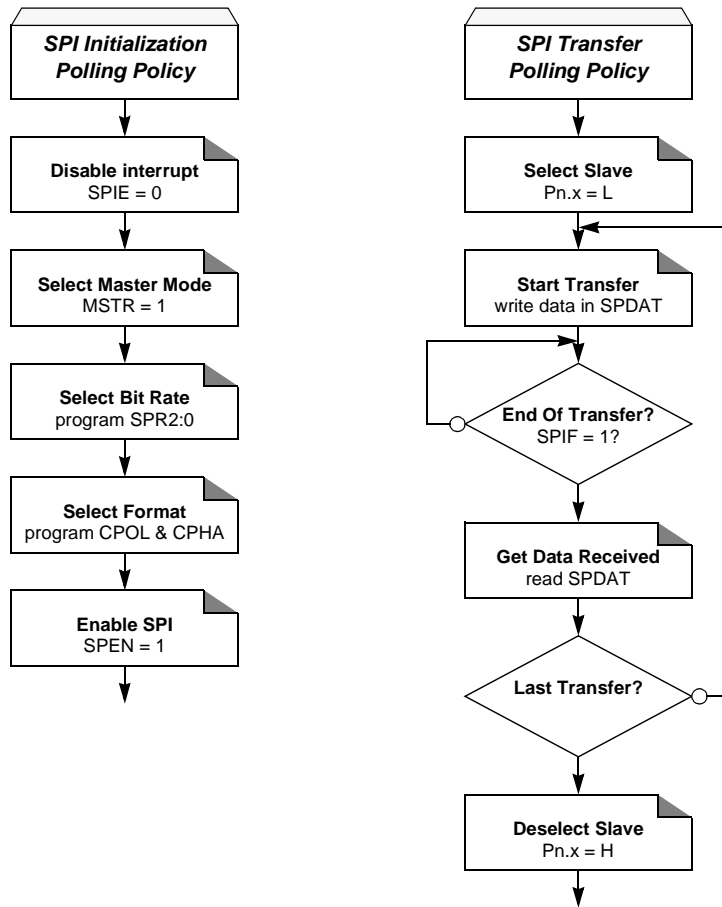 SPI Initialization
Polling Policy
Disable interrupt
SPIE = 0
Select Master Mode
MSTR = 1
Select Bit Rate
program SPR2:0
Select Format
program CPOL & CPHA
Enable SPI
SPEN = 1
SPI Transfer
Polling Policy
Select Slave
Pn.x = L
Start Transfer
write data in SPDAT
End Of Transfer?
SPIF = 1?
Get Data Received
read SPDAT
Last Transfer?
Deselect Slave
Pn.x = H